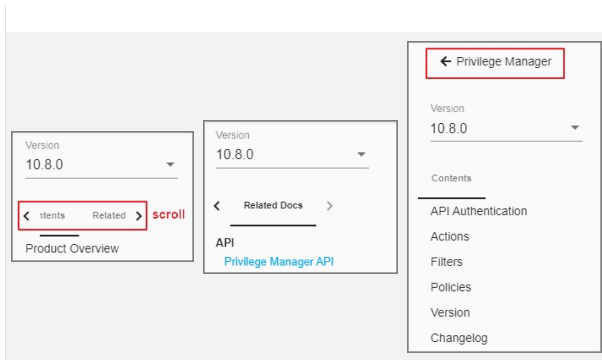 Version
10.8.0
ntents Related scroll
Product Overview
Version
10.8.0
Related Docs
API
Privilege Manager API
← Privilege Manager
Version
10.8.0
Contents
API Authentication
Actions
Filters
Policies
Version
Changelog